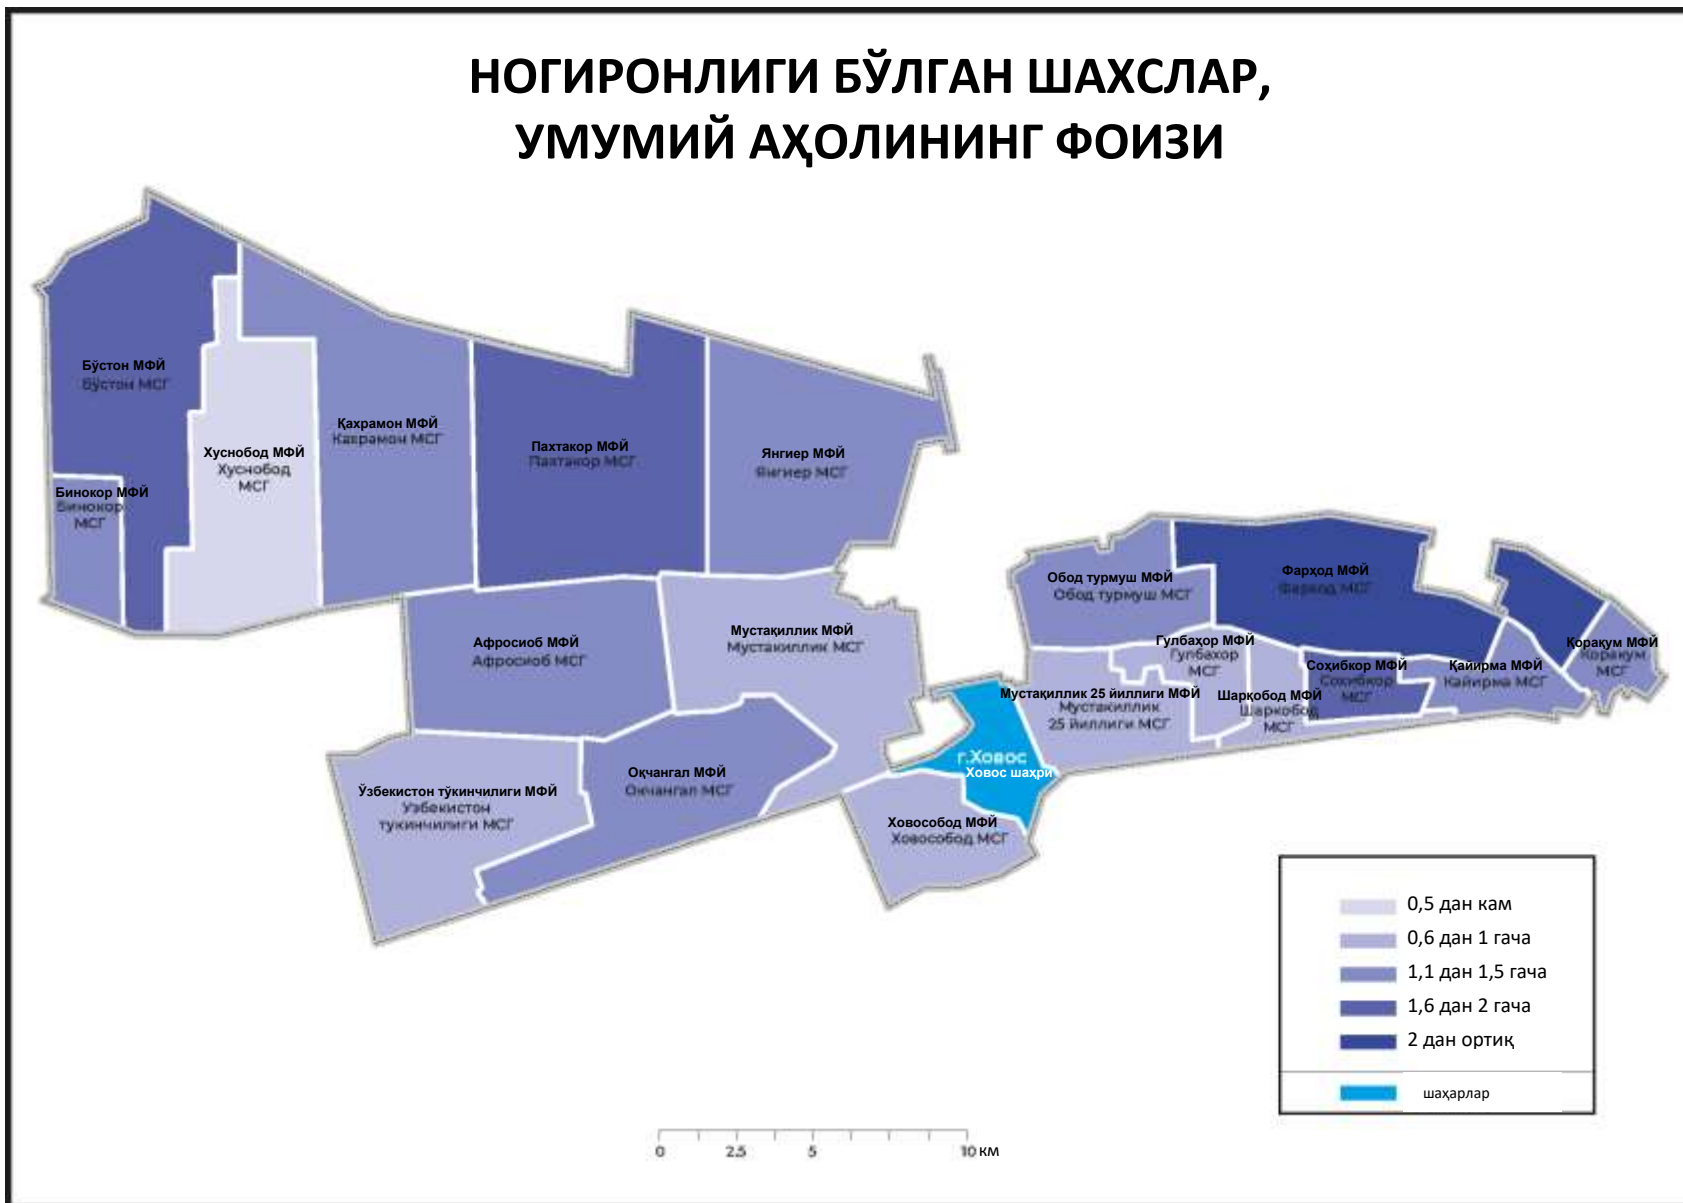 НОГИРОНЛИГИ БЎЛГАН ШАХСЛАР,
УМУМИЙ АҲОЛИНИНГ ФОИЗИ
Бўстон МФЙ
Бўстон МСГ
Хуснобод МФЙ
Хуснобод
МСГ
Қахрамон МФЙ
Кахрамон МСГ
Пахтакор МФЙ
Пахтакор МСГ
Янгиер МФЙ
Янгиер МСГ
Бинокор МФЙ
Бинокор
МСГ
Обод турмуш МФЙ
Обод турмуш МСГ
Фарҳод МФЙ
Фарход МСГ
Афросиоб МФЙ
Афросиоб МСГ
Мустақиллик МФЙ
Мустакиллик МСГ
Гулбаҳор МФЙ
Гулбахор
МСГ
Соҳибкор МФЙ
Сохибкор
МСГ
Қайирма МФЙ
Кайирма МСГ
Қорақум МФЙ
Коракум
МСГ
Мустақиллик 25 йиллиги МФЙ
Мустакиллик
25 йиллиги МСГ
Шарқобод МФЙ
Шаркобод
МСГ
г.Ховос
Ховос шаҳри
Ўзбекистон тўкинчилиги МФЙ
Узбекистон
тукинчилиги МСГ
Оқчангал МФЙ
Окчангал МСГ
Ховособод МФЙ
Ховособод МСГ
0,5 дан кам
0,6 дан 1 гача
1,1 дан 1,5 гача
1,6 дан 2 гача
2 дан ортиқ
шаҳарлар
0 2.5 5 10 км